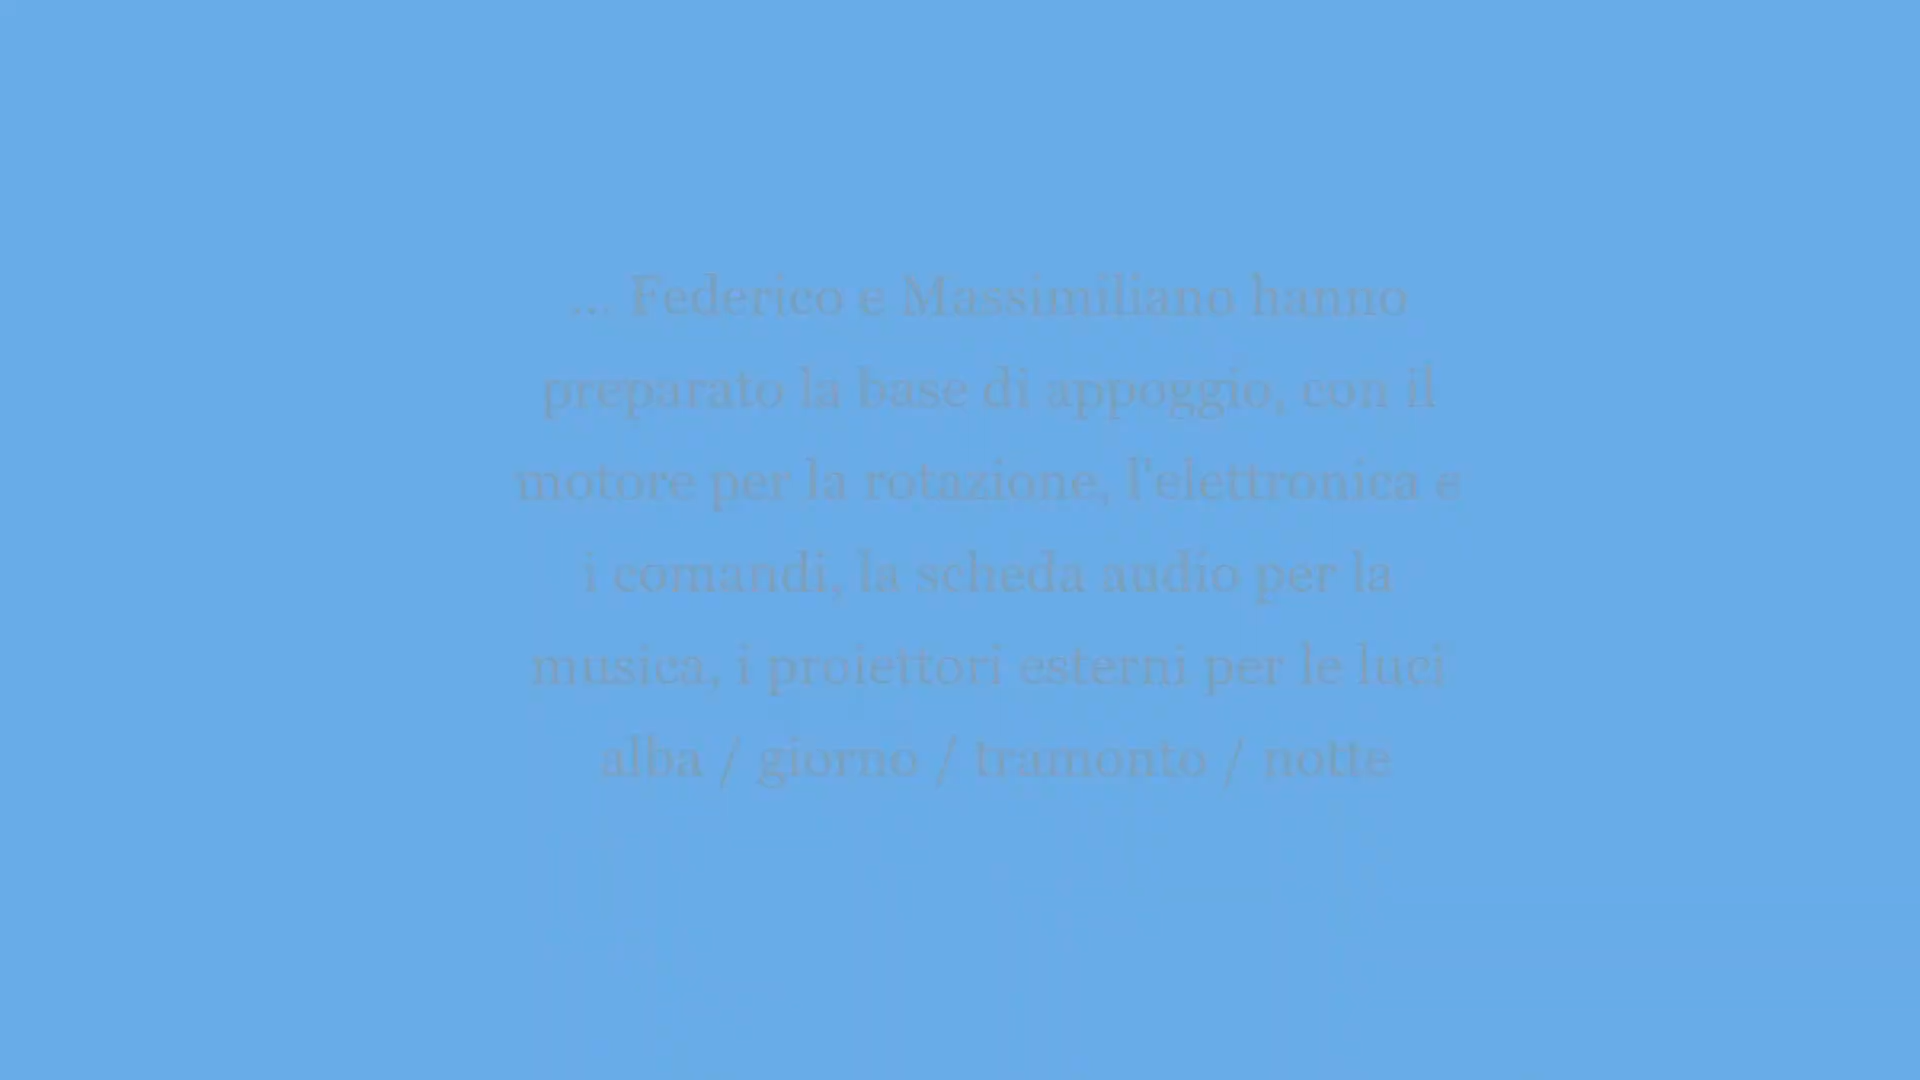 ... Federico e Massimiliano hanno
preparato la base di appoggio, con il
motore per la rotazione, l'elettronica e
i comandi, la scheda audio per la
musica, i proiettori esterni per le luci
alba / giorno / tramonto / notte